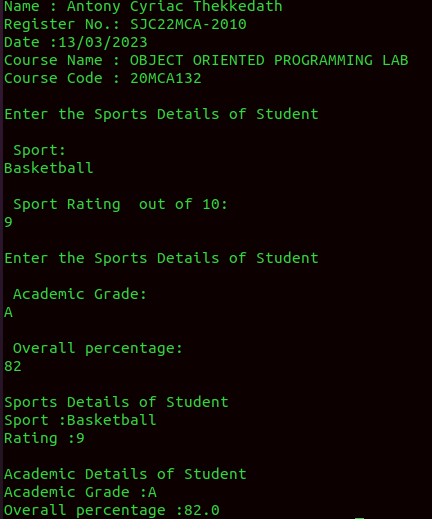 Name : Antony Cyriac Thekkedath
Register No.: SJC22MCA-2010
Date :13/03/2023
Course Name : OBJECT ORIENTED PROGRAMMING LAB
Course Code : 20MCA132
Enter the Sports Details of Student
Sport:
Basketball
Sport Rating  out of 10:
9
Enter the Sports Details of Student
Academic Grade:
A
Overall percentage:
82
Sports Details of Student
Sport :Basketball
Rating :9
Academic Details of Student
Academic Grade :A
Overall percentage :82.0